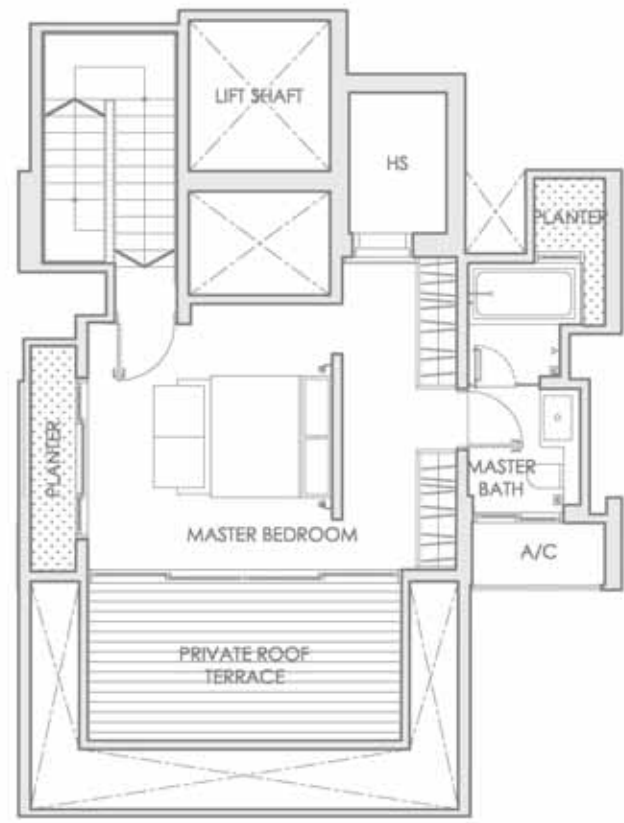 LIFT SHAFT
HS
PLANTER
PLANTER
MASTER
BATH
MASTER BEDROOM
A/C
PRIVATE ROOF
TERRACE